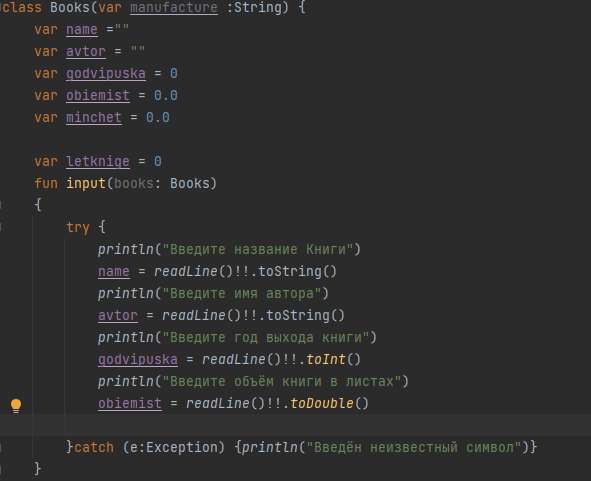 class Books(var manufacture :String) {
var name =""
var avtor = ""
var godvipuska = 0
var obiemist = 0.0
var minchet = 0.0
var letknige = 0
fun input(books: Books)
{
try {
println("Введите название Книги")
name = readLine()!!.toString()
println("Введите имя автора")
avtor = readLine()!!.toString()
println("Введите год выхода книги")
godvipuska = readLine()!!.toInt()
println("Введите объём книги в листах")
obiemist = readLine()!!.toDouble()
}catch (e:Exception) {println("Введён неизвестный символ")}
}